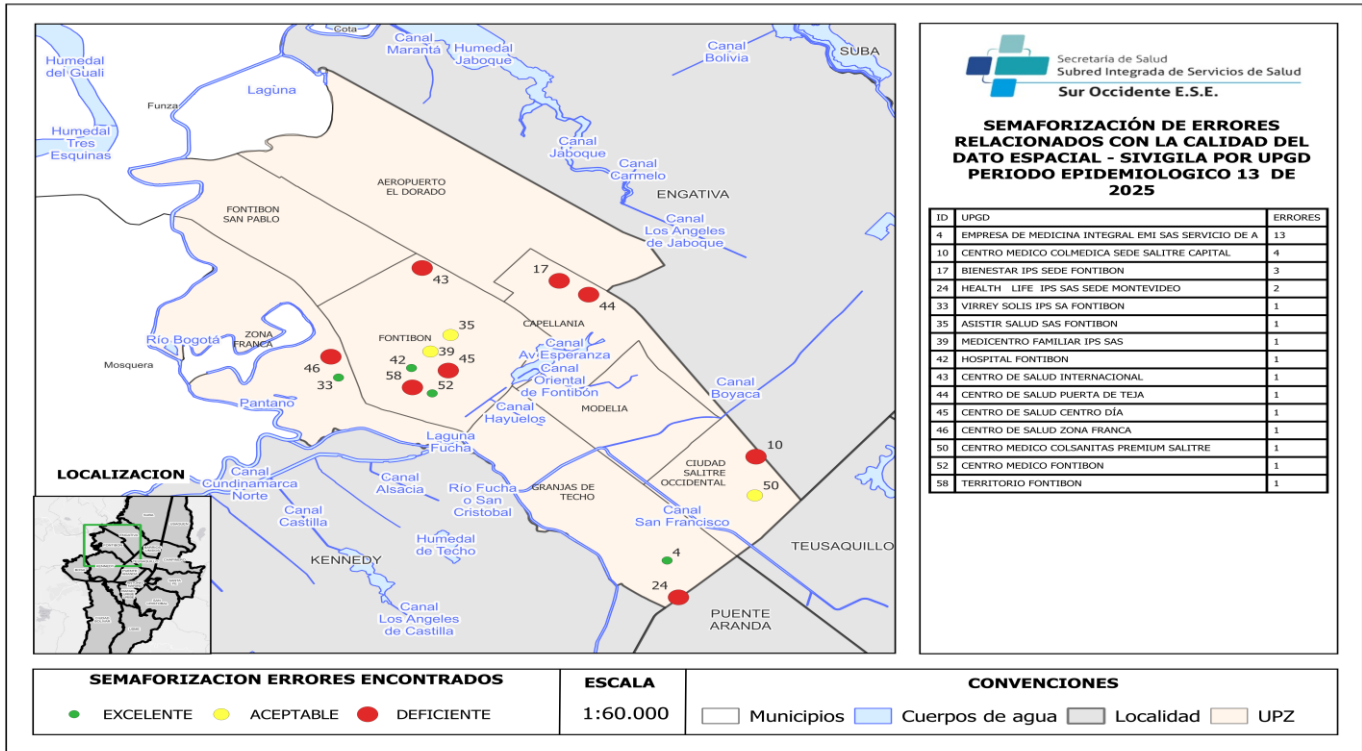 Cota
Canal
Marantá
Humedal
Jaboque
Canal
Bolivia
SUBA
Humedal
del Gualí
Laguna
Funza
Humedal
Tres
Esquinas
Canal
Jaboque
Canal
Carmelo
AEROPUERTO
EL DORADO
ENGATIVA
FONTIBON
SAN PABLO
Canal
Los Angeles
de Jaboque
43
17
44
35
CAPELLANIA
ZONA
FRANCA
FONTIBON
Río Bogotá
39
42
45
Canal
Av Esperanza
Mosquera
46
33
58
52
Canal
Oriental
de Fontibón
Canal
Boyaca
MODELIA
Pantano
Canal
Hayuelos
Laguna
Fucha
10
LOCALIZACION
Canal
Cundinamarca
Norte
Canal
Alsacia
Río Fucha
o San
Cristobal
CIUDAD
SALITRE
OCCIDENTAL
GRANJAS DE
TECHO
50
Canal
Castilla
Canal
San Francisco
Humedal
de Techo
KENNEDY
4
TEUSAQUILLO
24
Canal
Los Angeles
de Castilla
PUENTE
ARANDA
Secretaría de Salud
Subred Integrada de Servicios de Salud
Sur Occidente E.S.E.
SEMAFORIZACIÓN DE ERRORES
RELACIONADOS CON LA CALIDAD DEL
DATO ESPACIAL - SIVIGILA POR UPGD
PERIODO EPIDEMIOLOGICO 13 DE
2025
ID UPGD ERRORES
4 EMPRESA DE MEDICINA INTEGRAL EMI SAS SERVICIO DE A 13
10 CENTRO MEDICO COLMEDICA SEDE SALITRE CAPITAL 4
17 BIENESTAR IPS SEDE FONTIBON 3
24 HEALTH LIFE IPS SAS SEDE MONTEVIDEO 2
33 VIRREY SOLIS IPS SA FONTIBON 1
35 ASISTIR SALUD SAS FONTIBON 1
39 MEDICENTRO FAMILIAR IPS SAS 1
42 HOSPITAL FONTIBON 1
43 CENTRO DE SALUD INTERNACIONAL 1
44 CENTRO DE SALUD PUERTA DE TEJA 1
45 CENTRO DE SALUD CENTRO DÍA 1
46 CENTRO DE SALUD ZONA FRANCA 1
50 CENTRO MEDICO COLSANITAS PREMIUM SALITRE 1
52 CENTRO MEDICO FONTIBON 1
58 TERRITORIO FONTIBON 1
SEMAFORIZACION ERRORES ENCONTRADOS
EXCELENTE ACEPTABLE DEFICIENTE
ESCALA
1:60.000
CONVENCIONES
Municipios Cuerpos de agua Localidad UPZ